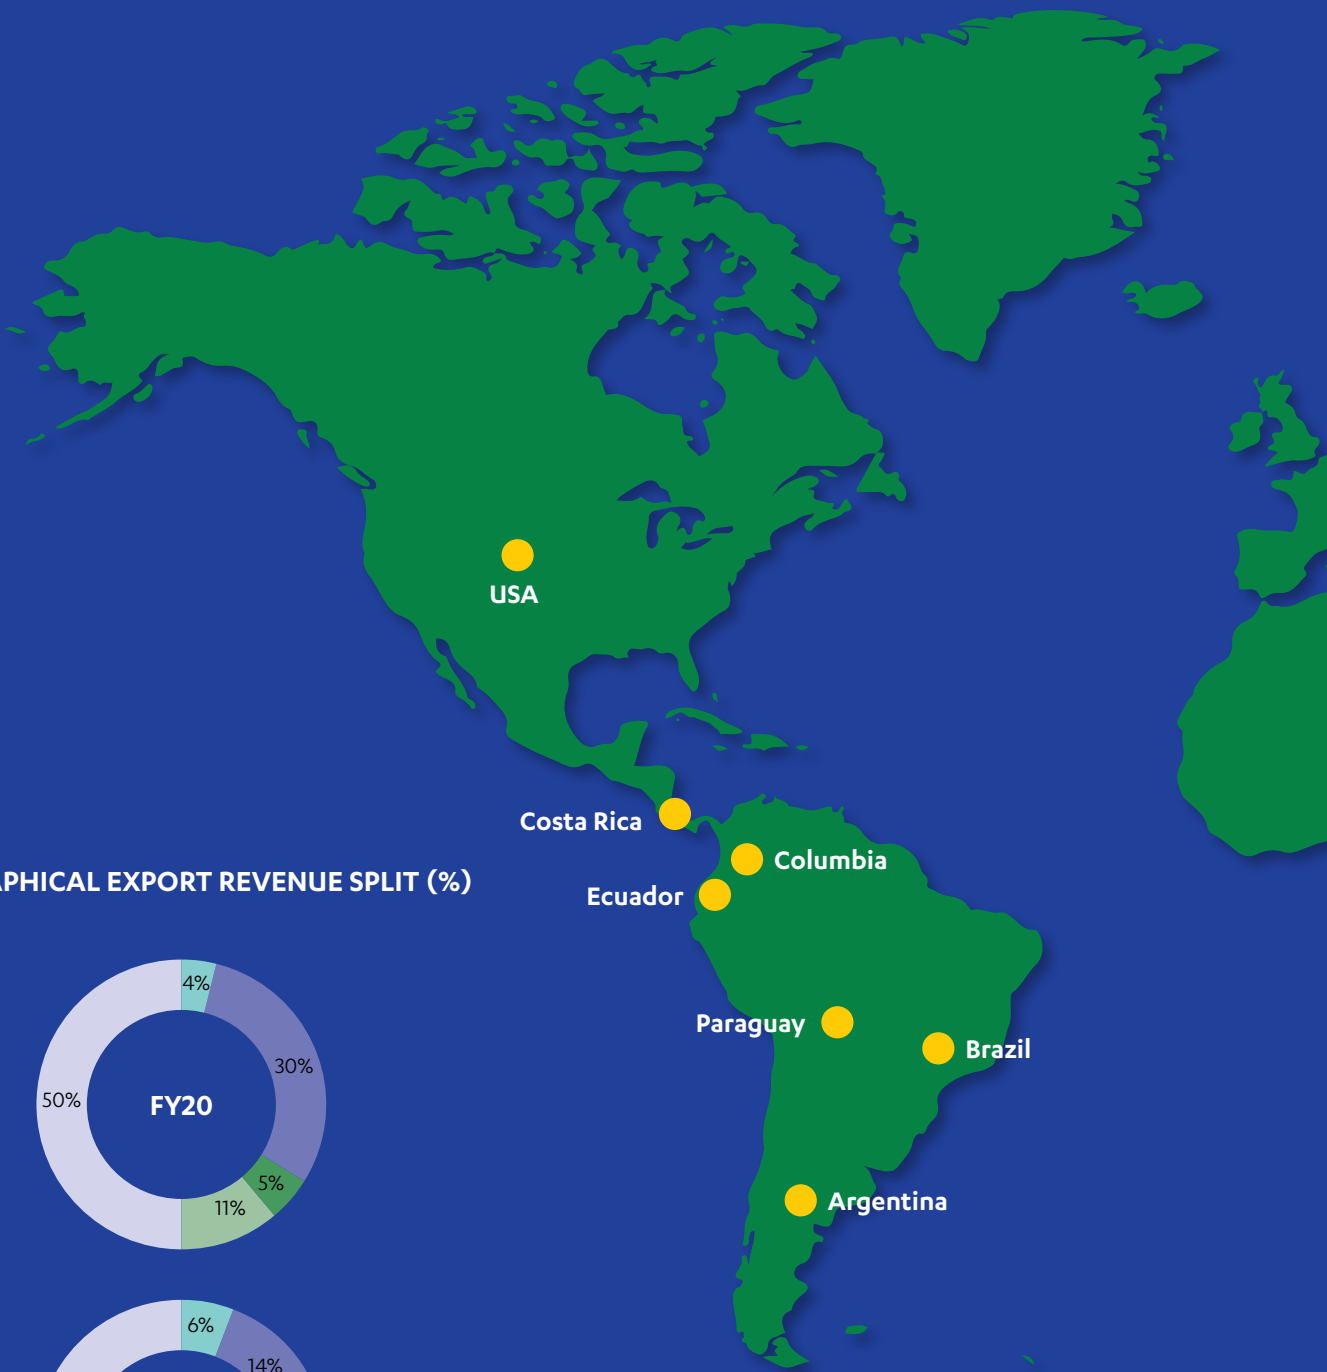 USA
Costa Rica
Columbia
Ecuador
Paraguay
Brazil
Argentina
EXPORT REVENUE SPLIT (%)
4%
30%
50%
FY20
5%
11%
6%
14%